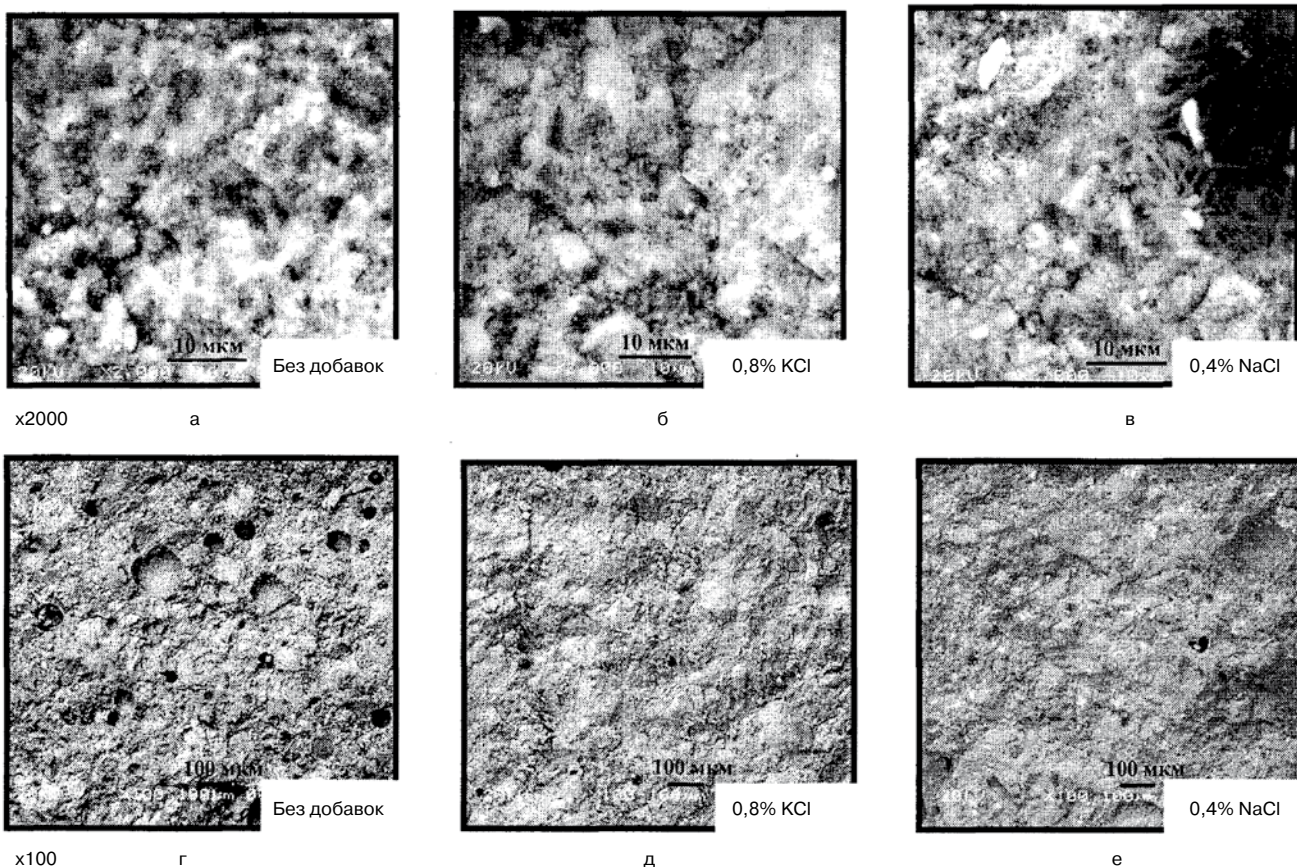 10 мкм
Без добавок
10 мкм
0,8% KCl
10 мкм
0,4% NaCl
x2000
а
б
в
100 мкм
Без добавок
100 мкм
0,8% KCl
100 мкм
0,4% NaCl
x100
г
д
е